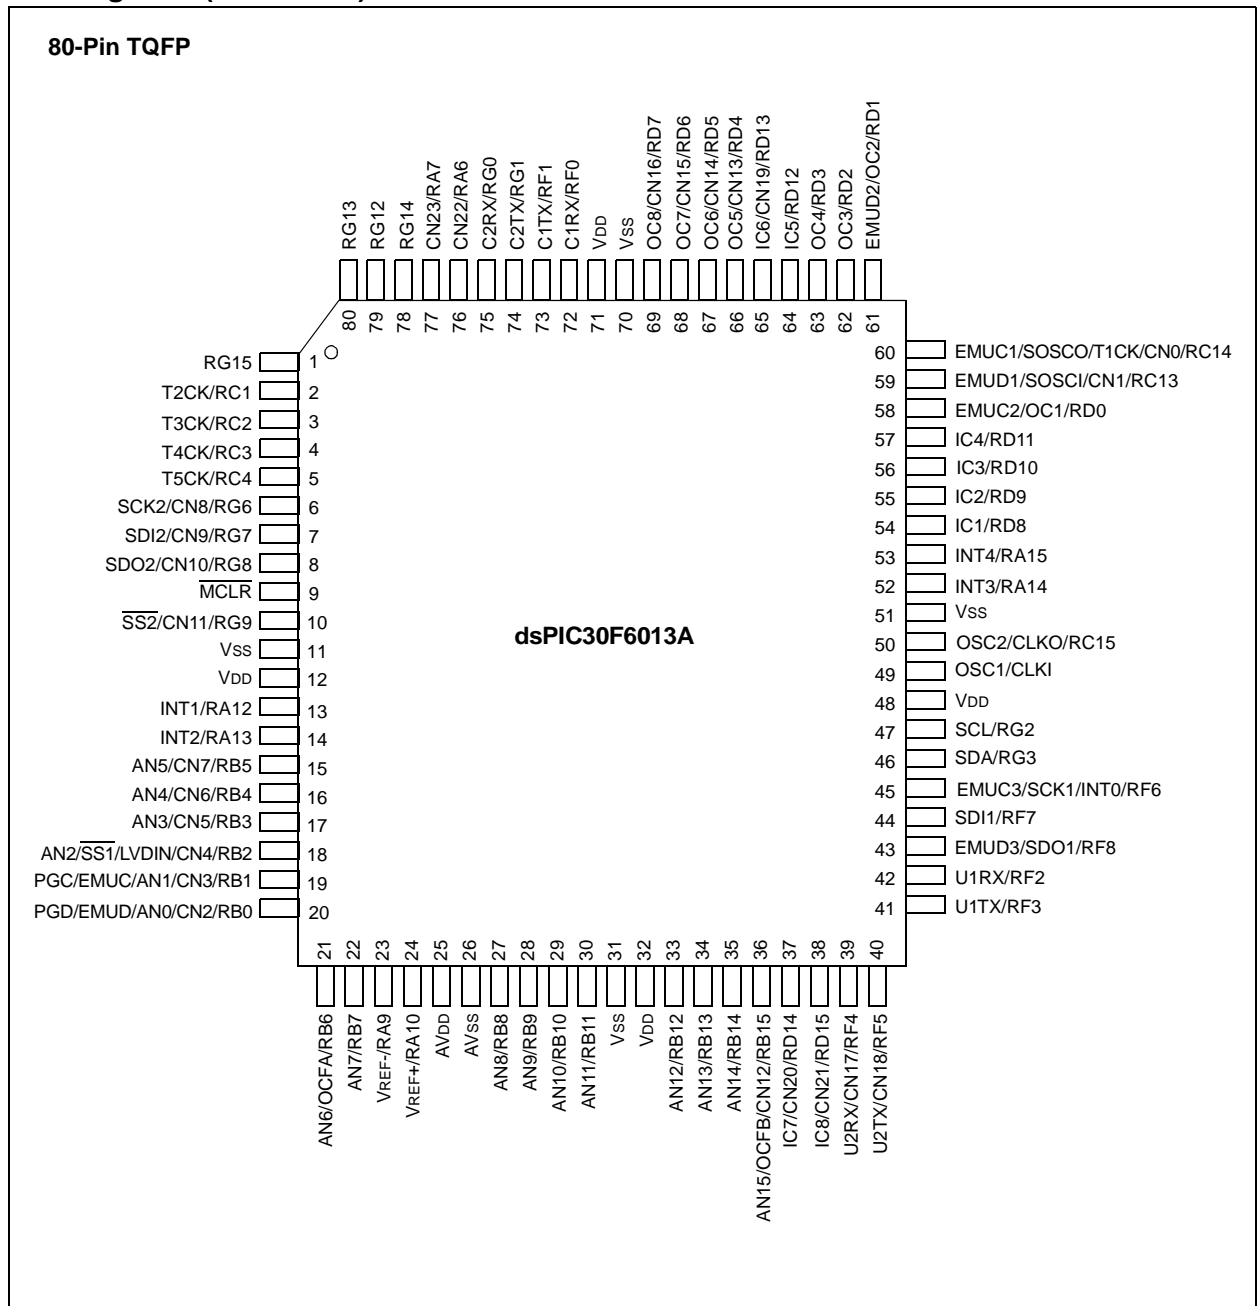 80-Pin TQFP
RG13
RG12
RG14
CN23/RA7
CN22/RA6
C2RX/RG0
C2TX/RG1
C1TX/RF1
C1RX/RF0
VDD
VSS
OC8/CN16/RD7
OC7/CN15/RD6
OC6/CN14/RD5
OC5/CN13/RD4
IC6/CN19/RD13
IC5/RD12
OC4/RD3
OC3/RD2
EMUD2/OC2/RD1
80 79 78 77 76 75 74 73 72 71 70 69 68 67 66 65 64 63 62 61
RG15 1
T2CK/RC1 2
T3CK/RC2 3
T4CK/RC3 4
T5CK/RC4 5
SCK2/CN8/RG6 6
SDI2/CN9/RG7 7
SDO2/CN10/RG8 8
MCLR 9
SS2/CN11/RG9 10
VSS 11
VDD 12
INT1/RA12 13
INT2/RA13 14
AN5/CN7/RB5 15
AN4/CN6/RB4 16
AN3/CN5/RB3 17
AN2/SS1/LVDIN/CN4/RB2 18
PGC/EMUC/AN1/CN3/RB1 19
PGD/EMUD/AN0/CN2/RB0 20
dsPIC30F6013A
60 EMUC1/SOSCO/T1CK/CN0/RC14
59 EMUD1/SOSCI/CN1/RC13
58 EMUC2/OC1/RD0
57 IC4/RD11
56 IC3/RD10
55 IC2/RD9
54 IC1/RD8
53 INT4/RA15
52 INT3/RA14
51 VSS
50 OSC2/CLKO/RC15
49 OSC1/CLKI
48 VDD
47 SCL/RG2
46 SDA/RG3
45 EMUC3/SCK1/INT0/RF6
44 SDI1/RF7
43 EMUD3/SDO1/RF8
42 U1RX/RF2
41 U1TX/RF3
21 22 23 24 25 26 27 28 29 30 31 32 33 34 35 36 37 38 39 40
AN6/OCFA/RB6
AN7/RB7
VREF-/RA9
VREF+/RA10
AVDD
AVSS
AN8/RB8
AN9/RB9
AN10/RB10
AN11/RB11
VSS
VDD
AN12/RB12
AN13/RB13
AN14/RB14
AN15/OCFB/CN12/RB15
IC7/CN20/RD14
IC8/CN21/RD15
U2RX/CN17/RF4
U2TX/CN18/RF5